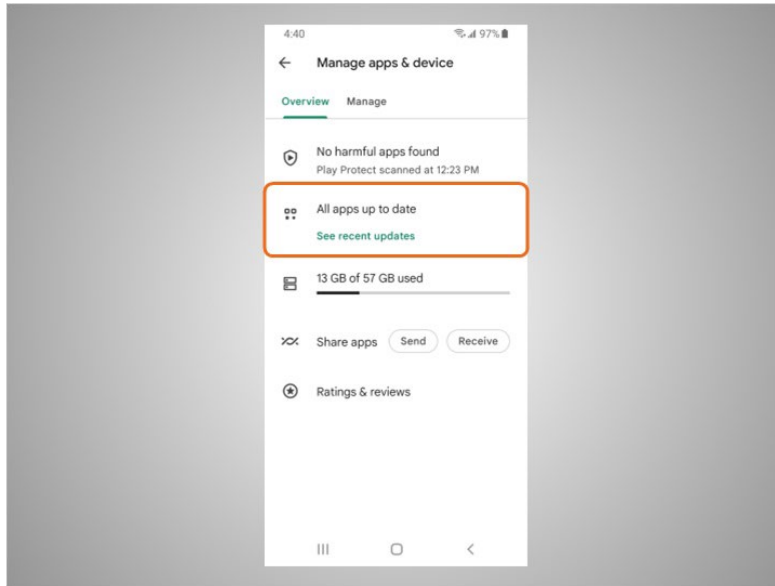 4:40 97%
Manage apps & device
Overview Manage
No harmful apps found
Play Protect scanned at 12:23 PM
All apps up to date
See recent updates
13 GB of 57 GB used
Share apps Send Receive
Ratings & reviews